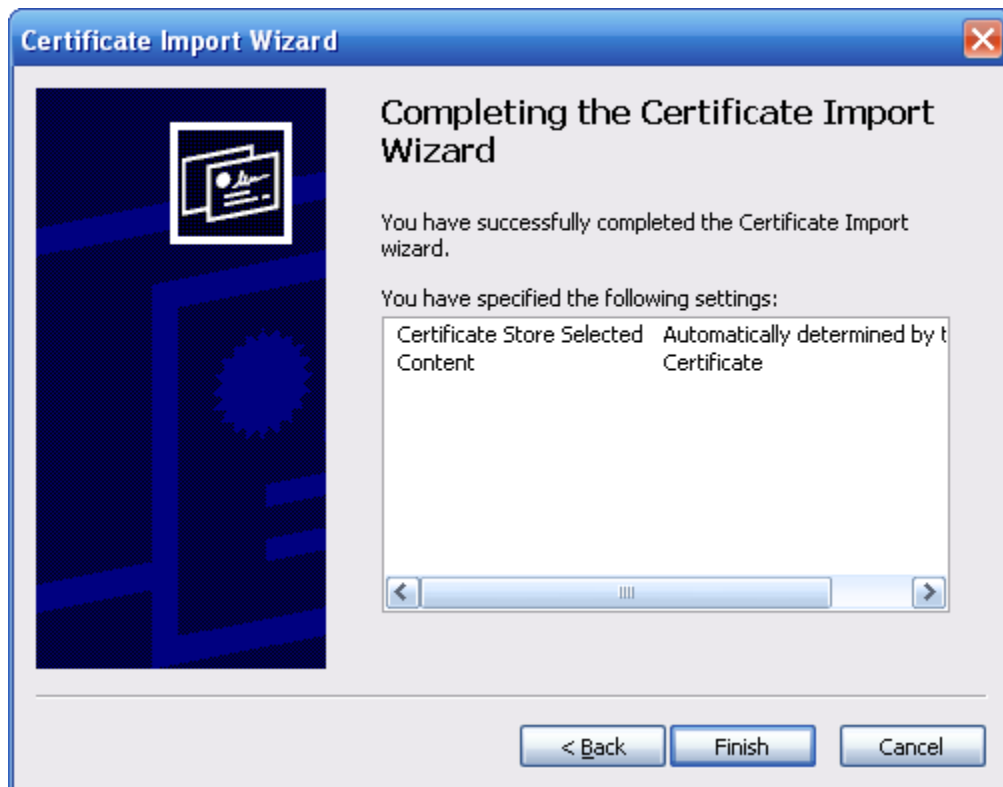 Certificate Import Wizard
Completing the Certificate Import
Wizard
You have successfully completed the Certificate Import
wizard.
You have specified the following settings:
Certificate Store Selected Automatically determined by t
Content Certificate
< Back Finish Cancel